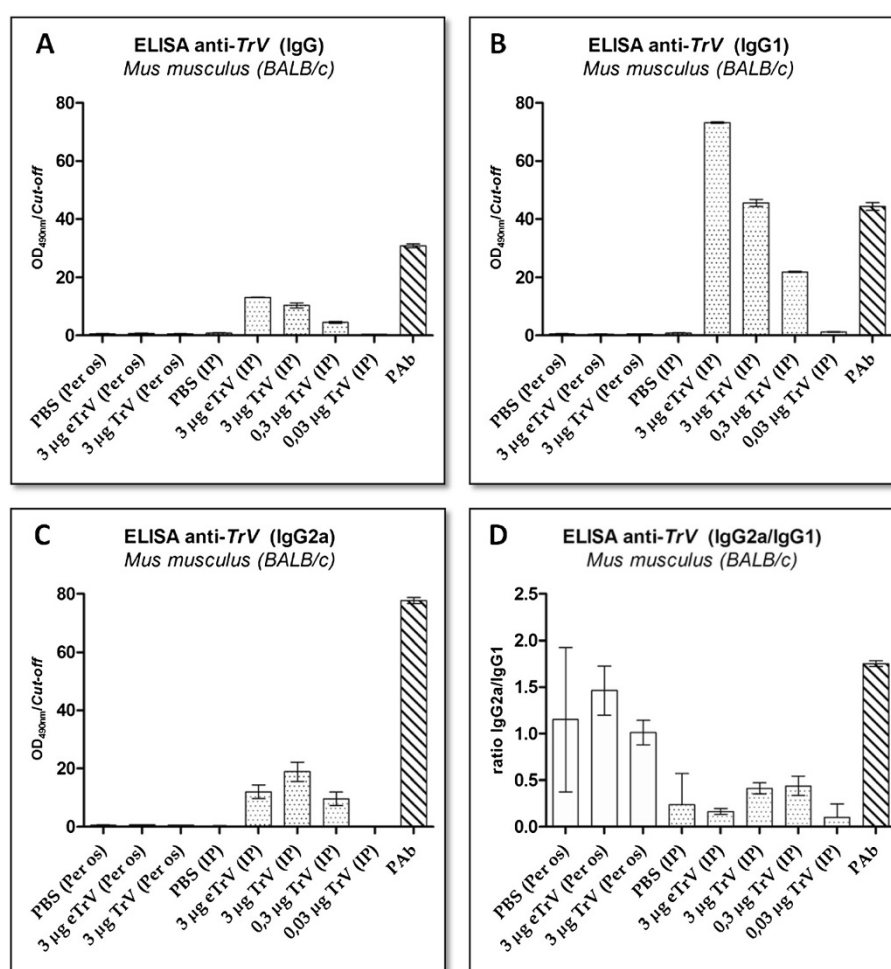 A
ELISA anti-TrV (IgG)
Mus musculus (BALB/c)
OD490nm/Cut-off
80
60
40
20
0
PBS (Per os)
3 µg eTrV (Per os)
3 µg TrV (Per os)
PBS (IP)
3 µg eTrV (IP)
3 µg TrV (IP)
0,3 µg TrV (IP)
0,03 µg TrV (IP)
PAb
B
ELISA anti-TrV (IgG1)
Mus musculus (BALB/c)
OD490nm/Cut-off
80
60
40
20
0
PBS (Per os)
3 µg eTrV (Per os)
3 µg TrV (Per os)
PBS (IP)
3 µg eTrV (IP)
3 µg TrV (IP)
0,3 µg TrV (IP)
0,03 µg TrV (IP)
PAb
C
ELISA anti-TrV (IgG2a)
Mus musculus (BALB/c)
OD490nm/Cut-off
80
60
40
20
0
PBS (Per os)
3 µg eTrV (Per os)
3 µg TrV (Per os)
PBS (IP)
3 µg eTrV (IP)
3 µg TrV (IP)
0,3 µg TrV (IP)
0,03 µg TrV (IP)
PAb
D
ELISA anti-TrV (IgG2a/IgG1)
Mus musculus (BALB/c)
ratio IgG2a/IgG1
2.5
2.0
1.5
1.0
0.5
0.0
PBS (Per os)
3 µg eTrV (Per os)
3 µg TrV (Per os)
PBS (IP)
3 µg eTrV (IP)
3 µg TrV (IP)
0,3 µg TrV (IP)
0,03 µg TrV (IP)
PAb